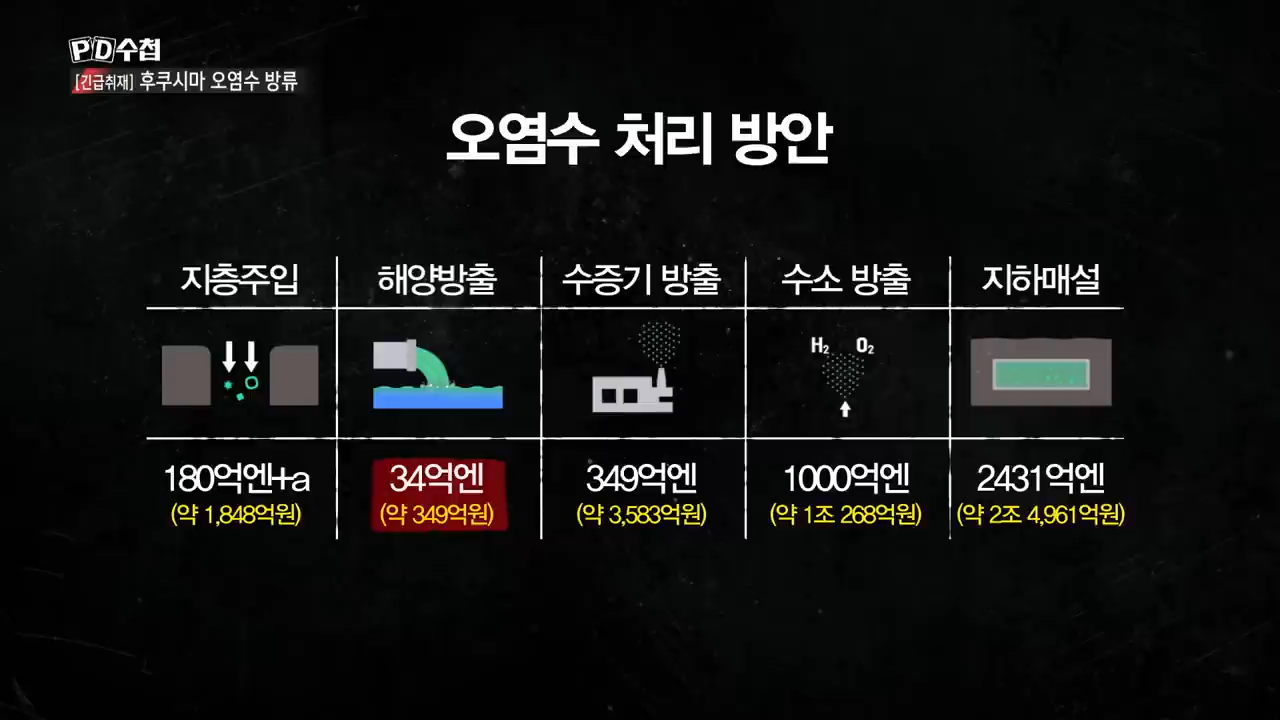 PD수첩
[긴급취재] 후쿠시마 오염수 방류
오염수 처리 방안
지층주입 해양방출 수증기 방출 수소 방출 지하매설
H₂ O₂
180억엔+a 34억엔 349억엔 1000억엔 2431억엔
(약 1,848억원) (약 349억원) (약 3,583억원) (약 1조 268억원) (약 2조 4,961억원)